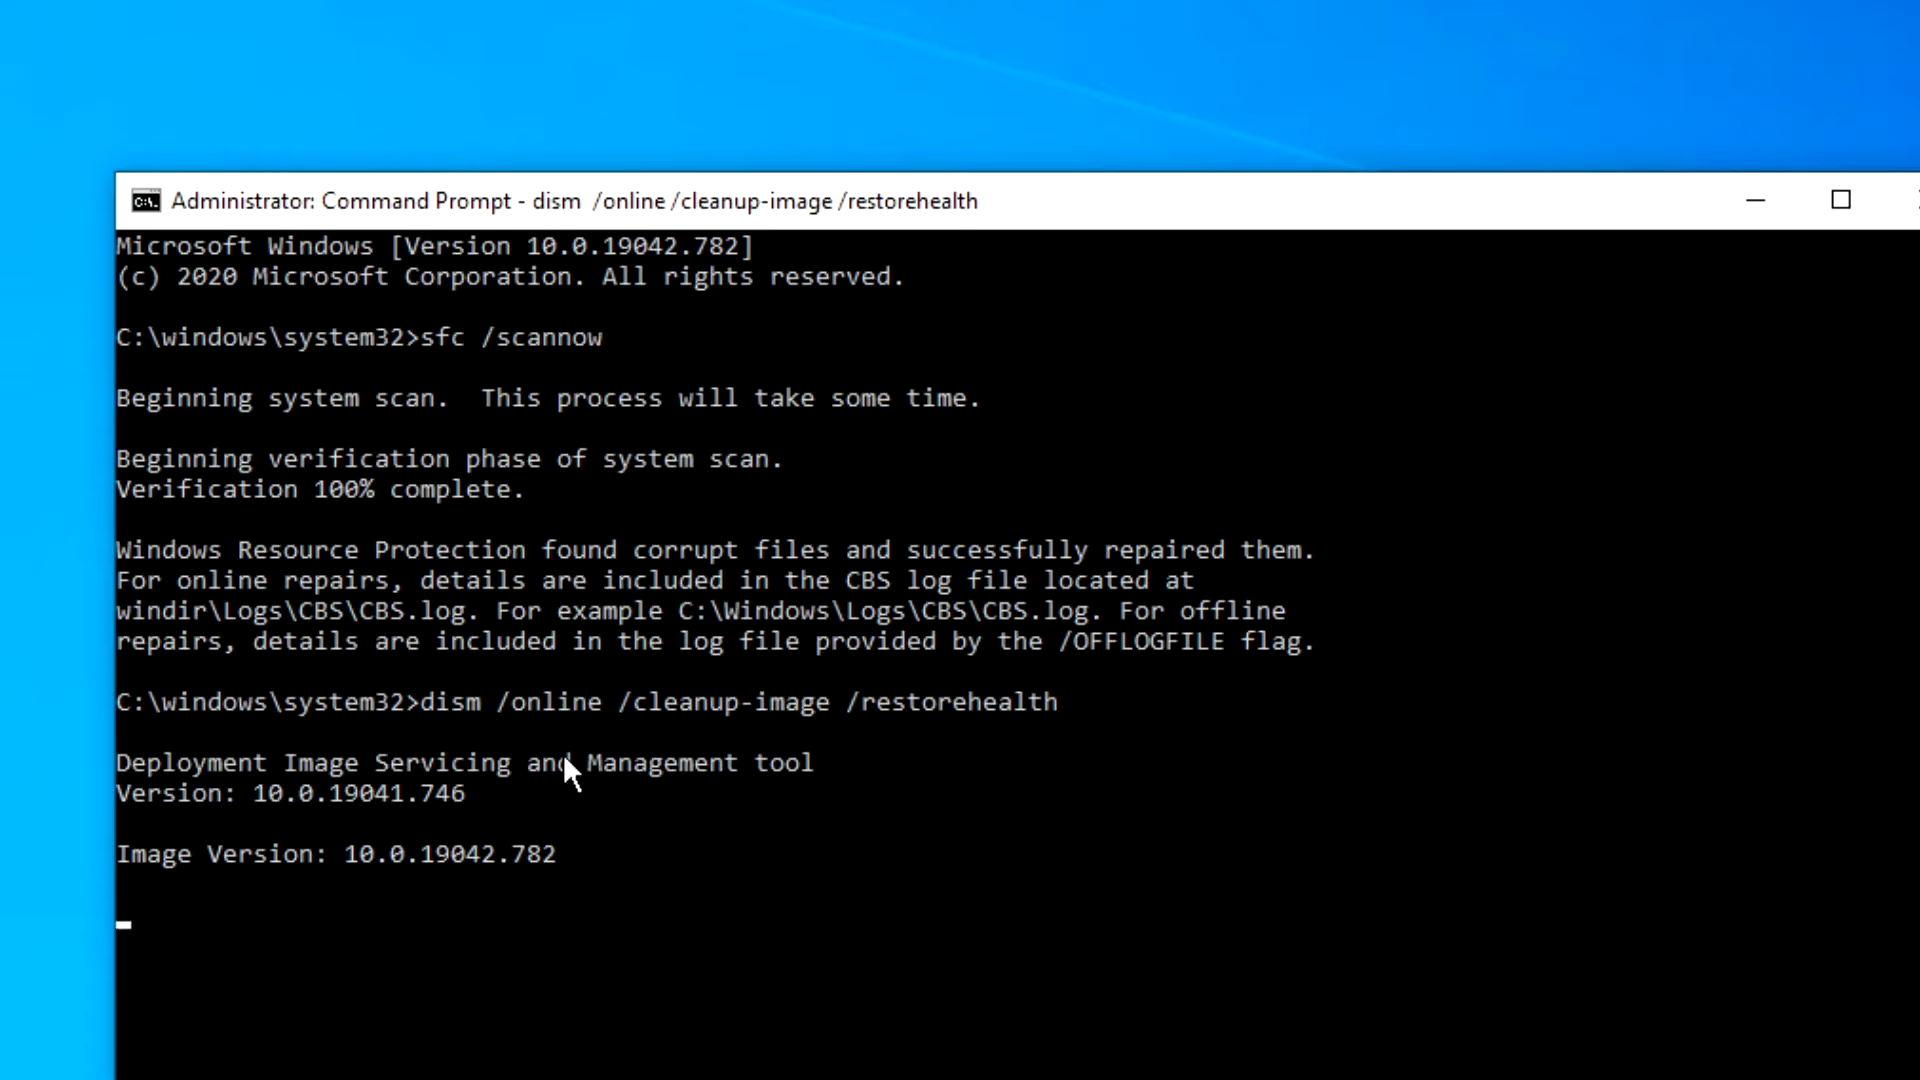 Administrator: Command Prompt - dism  /online /cleanup-image /restorehealth
Microsoft Windows [Version 10.0.19042.782]
(c) 2020 Microsoft Corporation. All rights reserved.
C:\windows\system32>sfc /scannow
Beginning system scan.  This process will take some time.
Beginning verification phase of system scan.
Verification 100% complete.
Windows Resource Protection found corrupt files and successfully repaired them.
For online repairs, details are included in the CBS log file located at
windir\Logs\CBS\CBS.log. For example C:\Windows\Logs\CBS\CBS.log. For offline
repairs, details are included in the log file provided by the /OFFLOGFILE flag.
C:\windows\system32>dism /online /cleanup-image /restorehealth
Deployment Image Servicing and Management tool
Version: 10.0.19041.746
Image Version: 10.0.19042.782